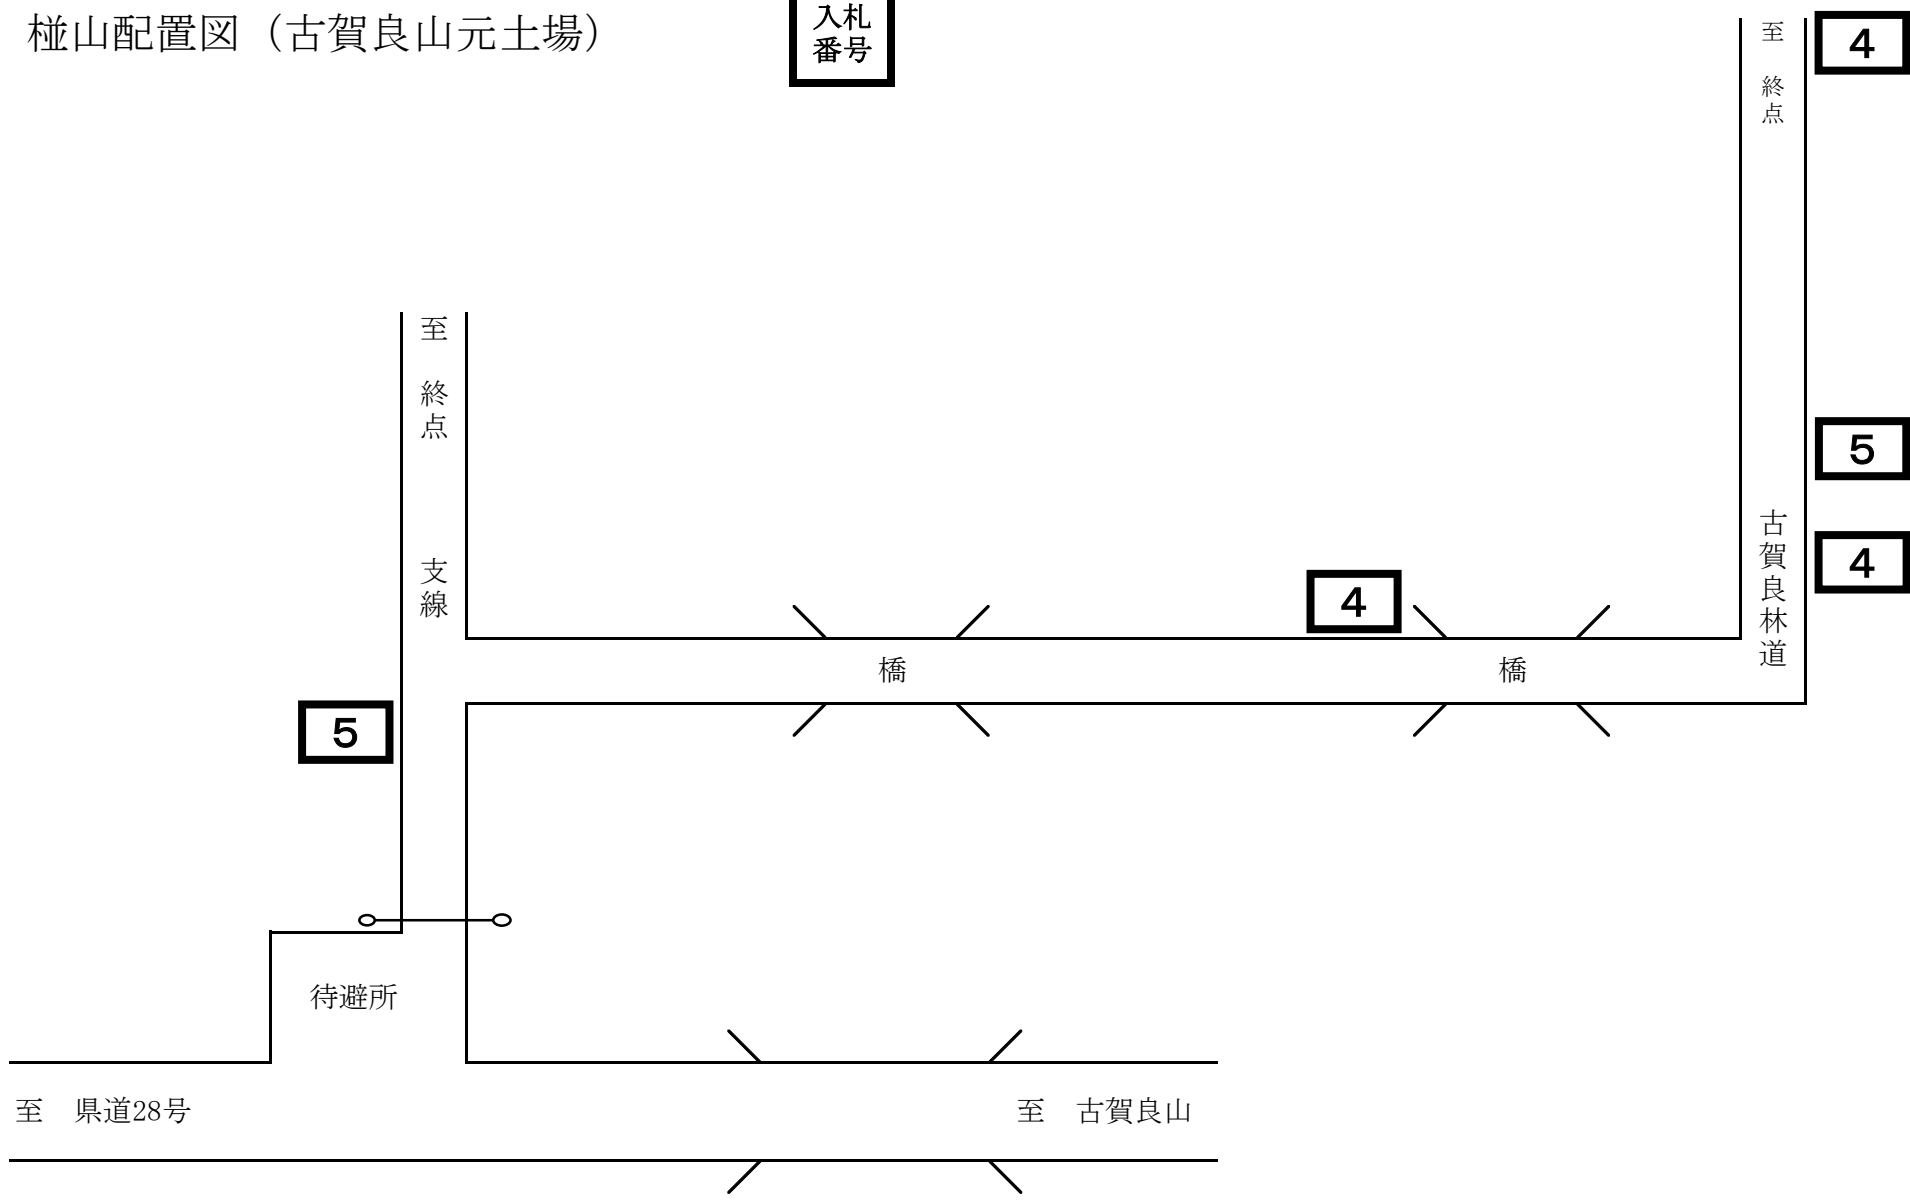 椪山配置図（古賀良山元土場）
入札
番号
至 終点
4
至 終点
5
古賀良林道
4
支線
4
橋
橋
5
待避所
至 県道28号
至 古賀良山